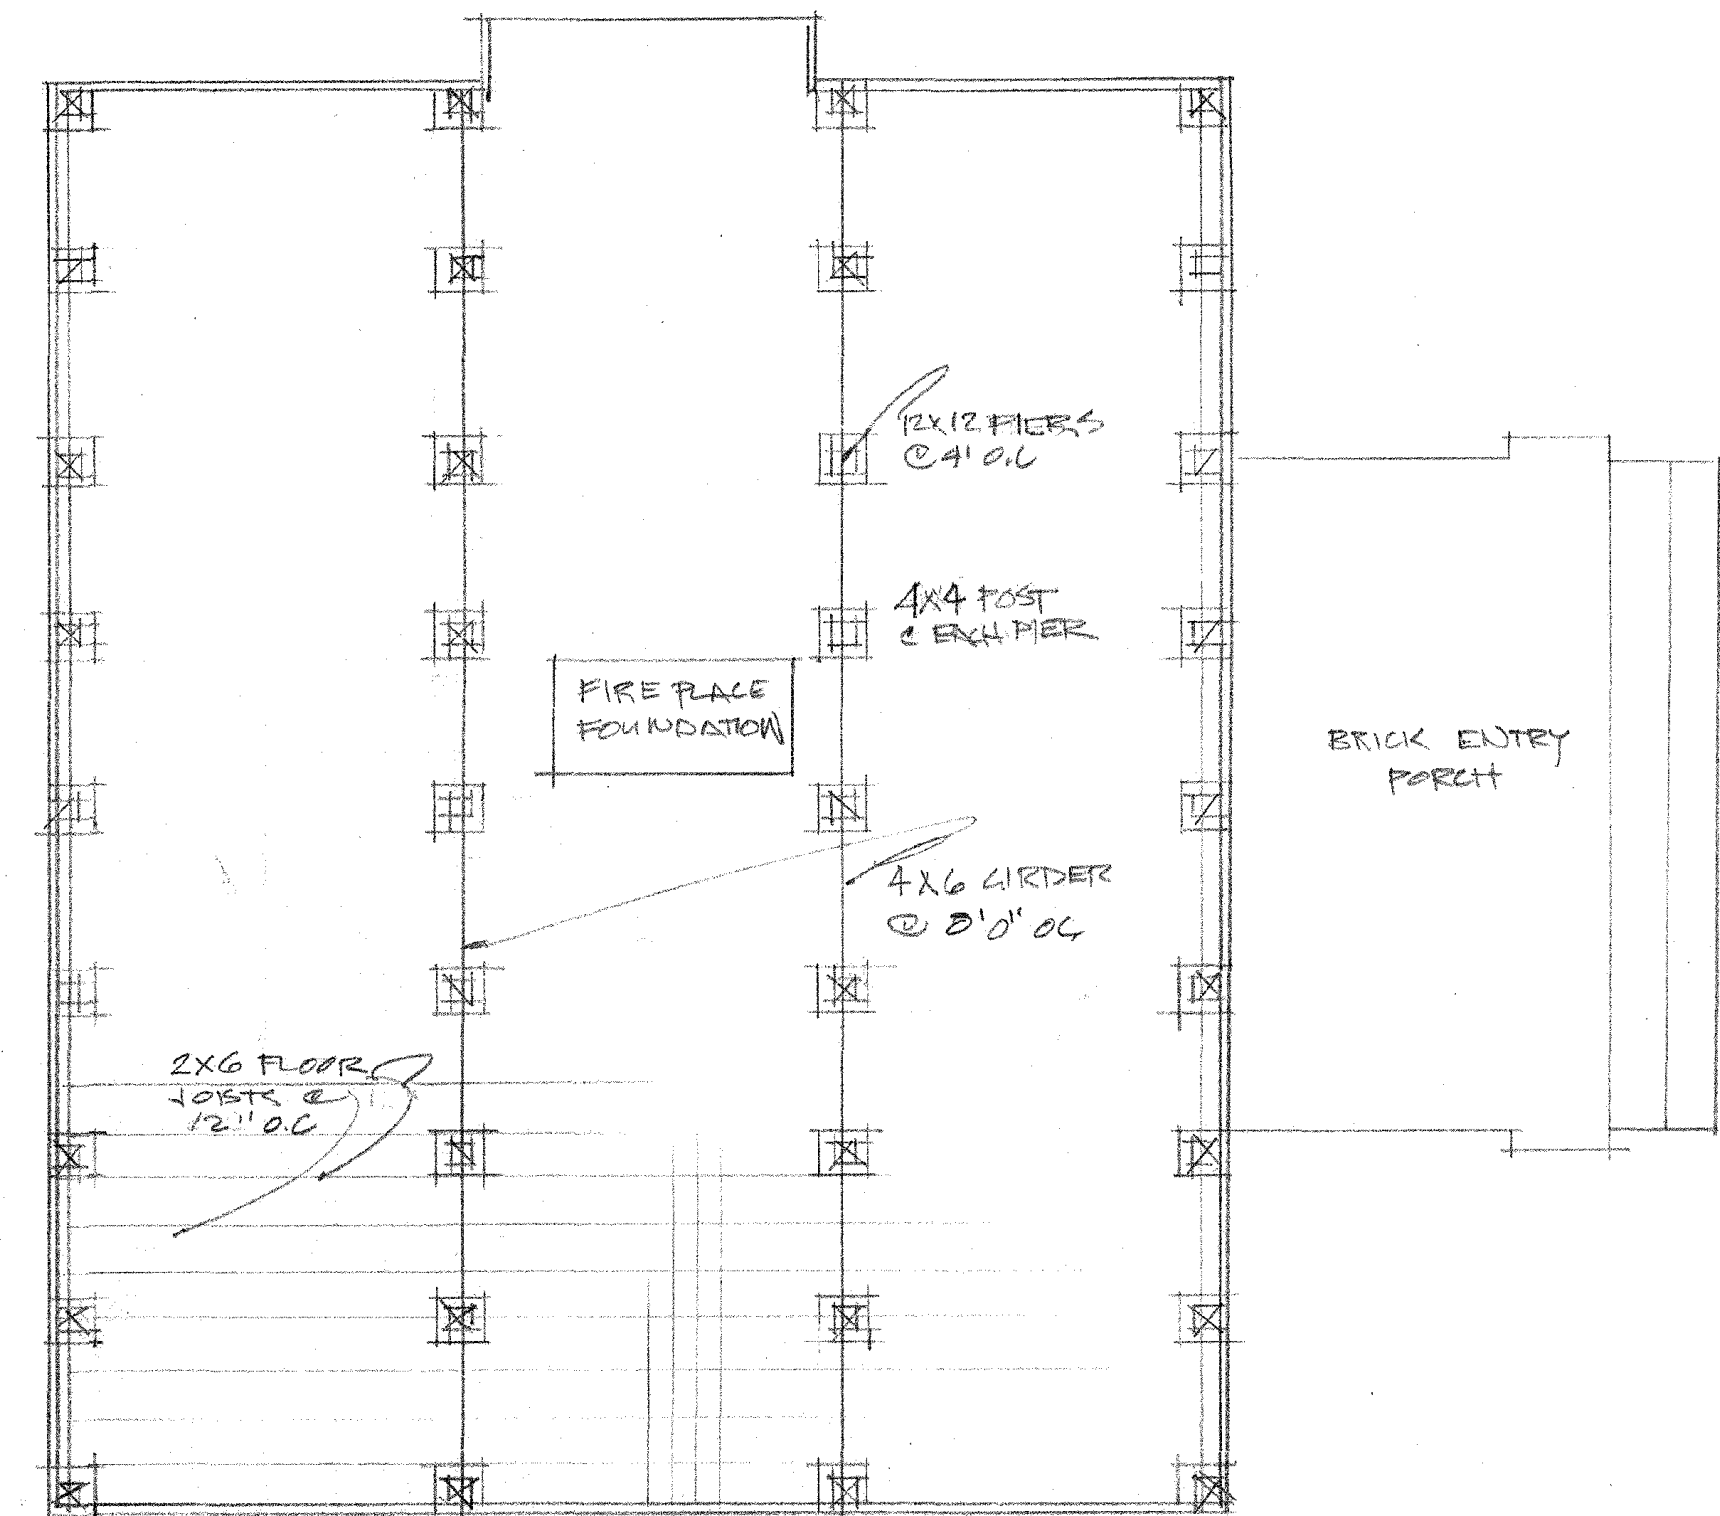 12X12 PIERS
@ 4' O.C
4X4 POST
@ EACH PIER
FIRE PLACE
FOUNDATION
BRICK ENTRY
PORCH
4X6 GIRDER
@ 8'0" OC
2X6 FLOOR
JOISTS @
12" O.C